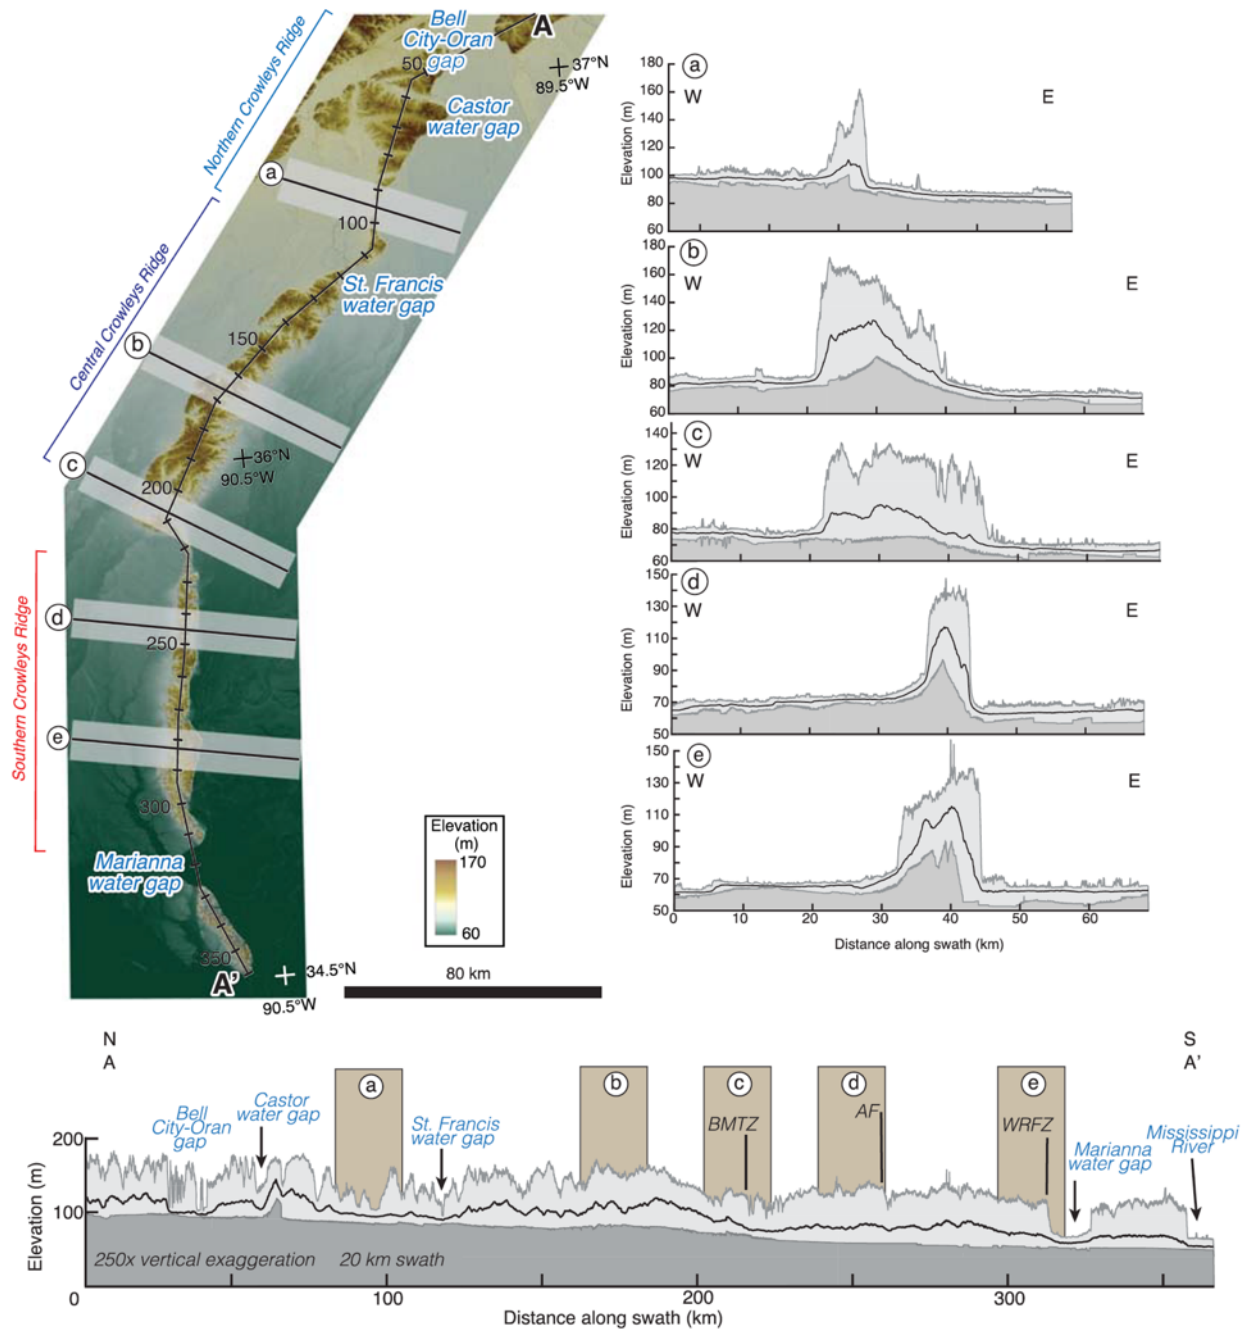 Northern Crowleys Ridge
Central Crowleys Ridge
Southern Crowleys Ridge
Bell
City-Oran
gap
A
50
37°N
89.5°W
Castor
water gap
a
100
St. Francis
water gap
150
b
36°N
90.5°W
c
200
d
250
e
300
Marianna
water gap
350
A'
34.5°N
90.5°W
Elevation
(m)
170
60
80 km
a
W
E
Elevation (m)
180
160
140
120
100
80
60
b
W
E
Elevation (m)
180
160
140
120
100
80
60
c
W
E
Elevation (m)
140
120
100
80
60
d
W
E
Elevation (m)
150
130
110
90
70
50
e
W
E
Elevation (m)
150
130
110
90
70
50
0 10 20 30 40 50 60
Distance along swath (km)
N
A
S
A'
a
b
c
d
e
BMTZ
AF
WRFZ
Bell
City-Oran
gap
Castor
water gap
St. Francis
water gap
Marianna
water gap
Mississippi
River
Elevation (m)
200
100
250x vertical exaggeration 20 km swath
0 100 200 300
Distance along swath (km)